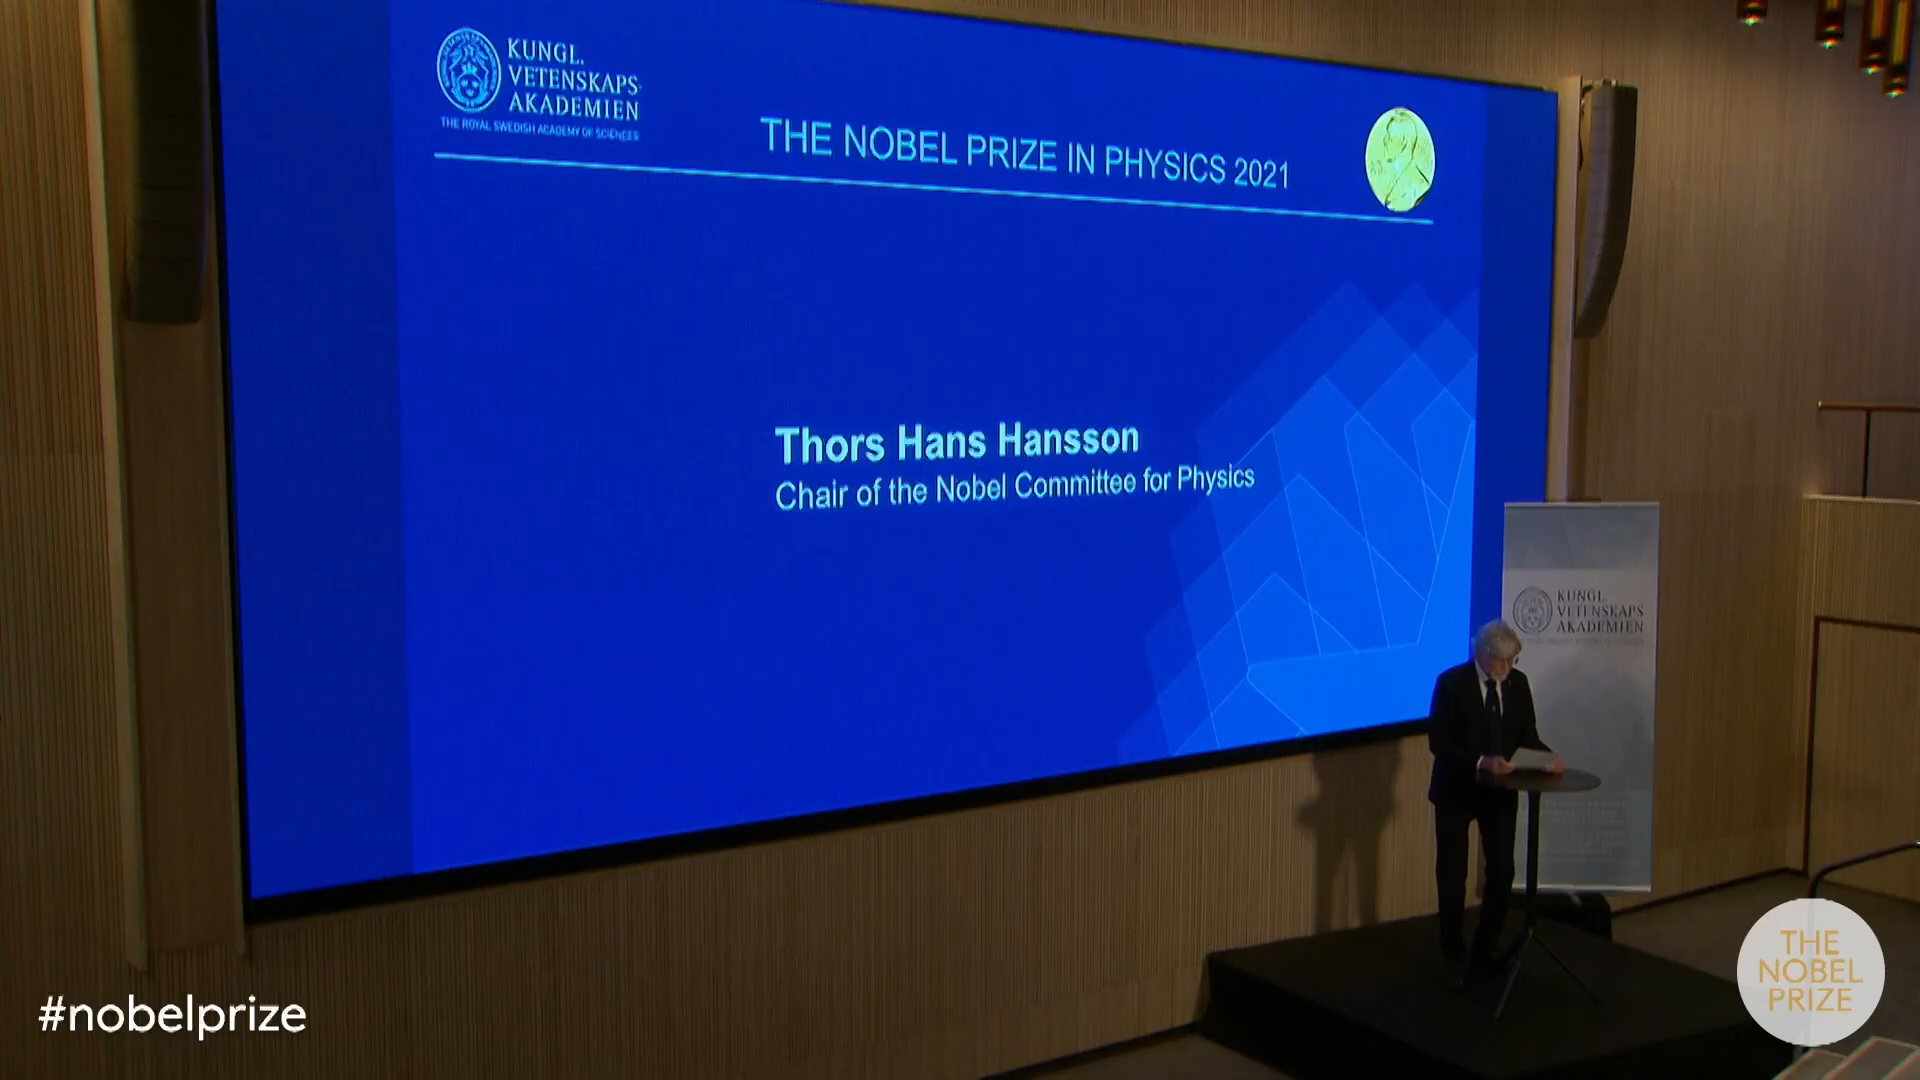 KUNGL.
VETENSKAPS-
AKADEMIEN
THE ROYAL SWEDISH ACADEMY OF SCIENCES
THE NOBEL PRIZE IN PHYSICS 2021
Thors Hans Hansson
Chair of the Nobel Committee for Physics
KUNGL.
VETENSKAPS
AKADEMIEN
#nobelprize
THE
NOBEL
PRIZE